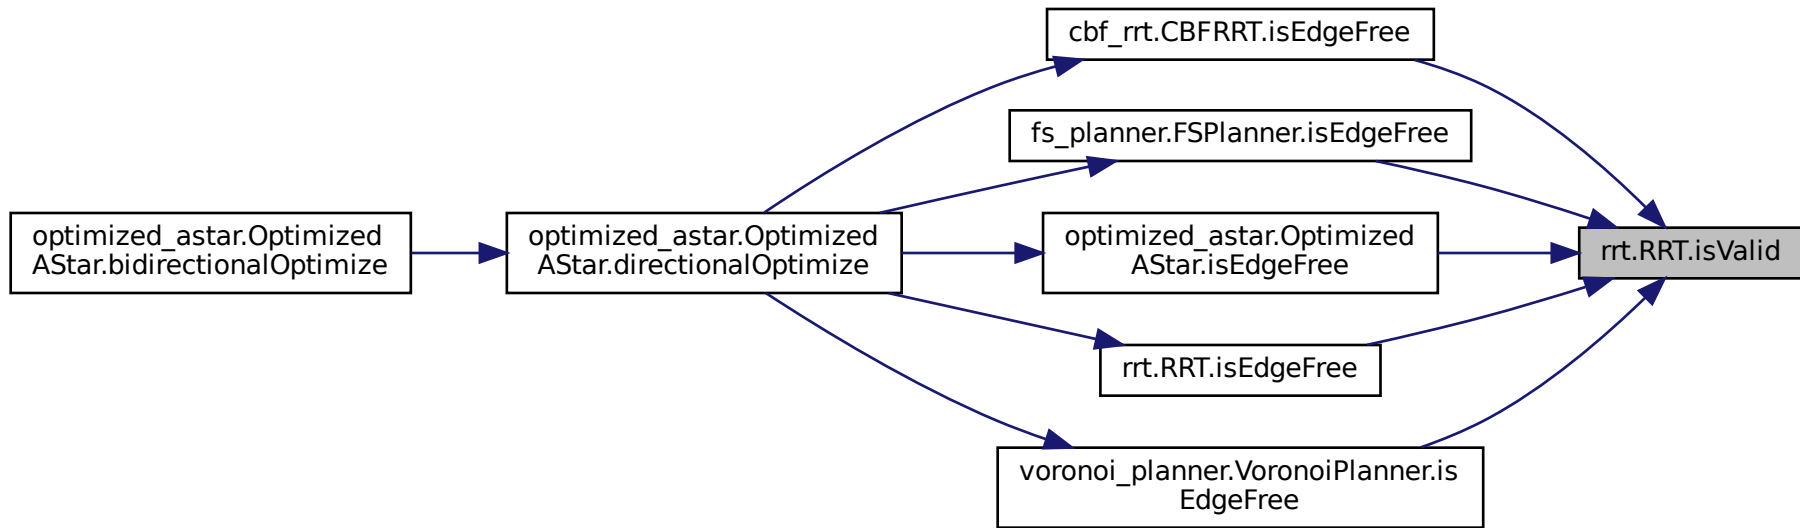 cbf_rrt.CBFRRT.isEdgeFree
fs_planner.FSPlanner.isEdgeFree
optimized_astar.Optimized
AStar.bidirectionalOptimize
optimized_astar.Optimized
AStar.directionalOptimize
optimized_astar.Optimized
AStar.isEdgeFree
rrt.RRT.isValid
rrt.RRT.isEdgeFree
voronoi_planner.VoronoiPlanner.is
EdgeFree